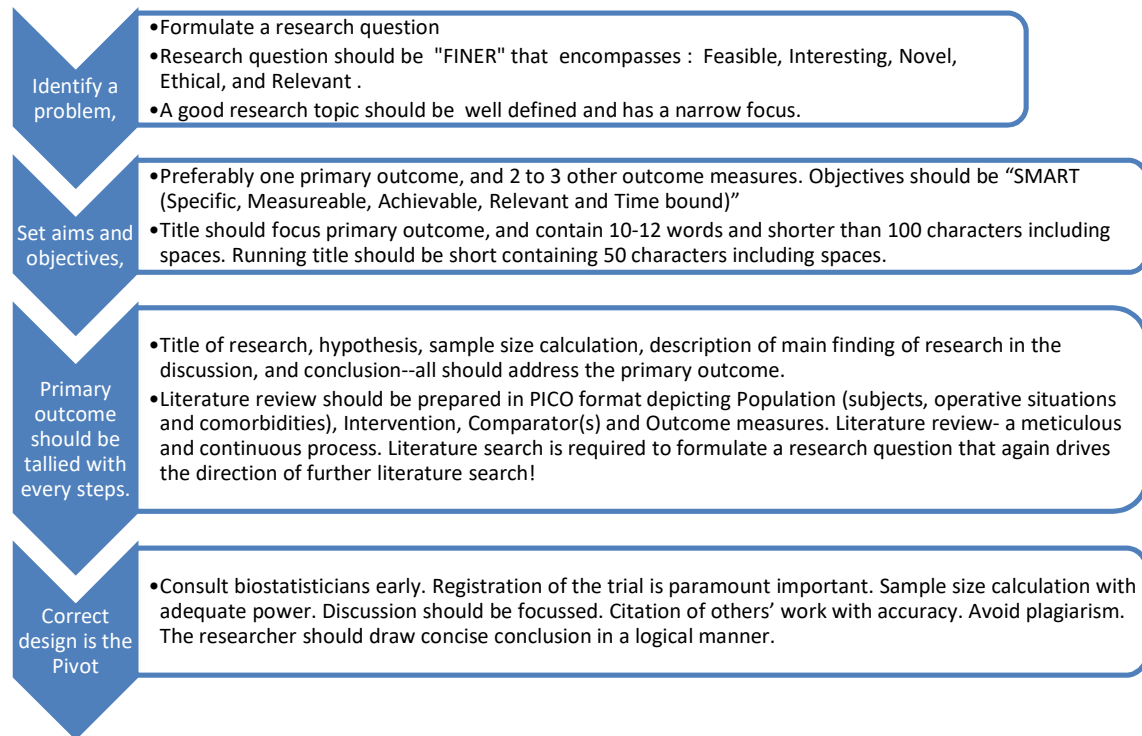 Identify a
problem,
•Formulate a research question
•Research question should be "FINER" that encompasses : Feasible, Interesting, Novel,
Ethical, and Relevant .
•A good research topic should be well defined and has a narrow focus.
Set aims and
objectives,
•Preferably one primary outcome, and 2 to 3 other outcome measures. Objectives should be “SMART
(Specific, Measureable, Achievable, Relevant and Time bound)”
•Title should focus primary outcome, and contain 10-12 words and shorter than 100 characters including
spaces. Running title should be short containing 50 characters including spaces.
Primary
outcome
should be
tallied with
every steps.
•Title of research, hypothesis, sample size calculation, description of main finding of research in the
discussion, and conclusion--all should address the primary outcome.
•Literature review should be prepared in PICO format depicting Population (subjects, operative situations
and comorbidities), Intervention, Comparator(s) and Outcome measures. Literature review- a meticulous
and continuous process. Literature search is required to formulate a research question that again drives
the direction of further literature search!
Correct
design is the
Pivot
•Consult biostatisticians early. Registration of the trial is paramount important. Sample size calculation with
adequate power. Discussion should be focussed. Citation of others’ work with accuracy. Avoid plagiarism.
The researcher should draw concise conclusion in a logical manner.